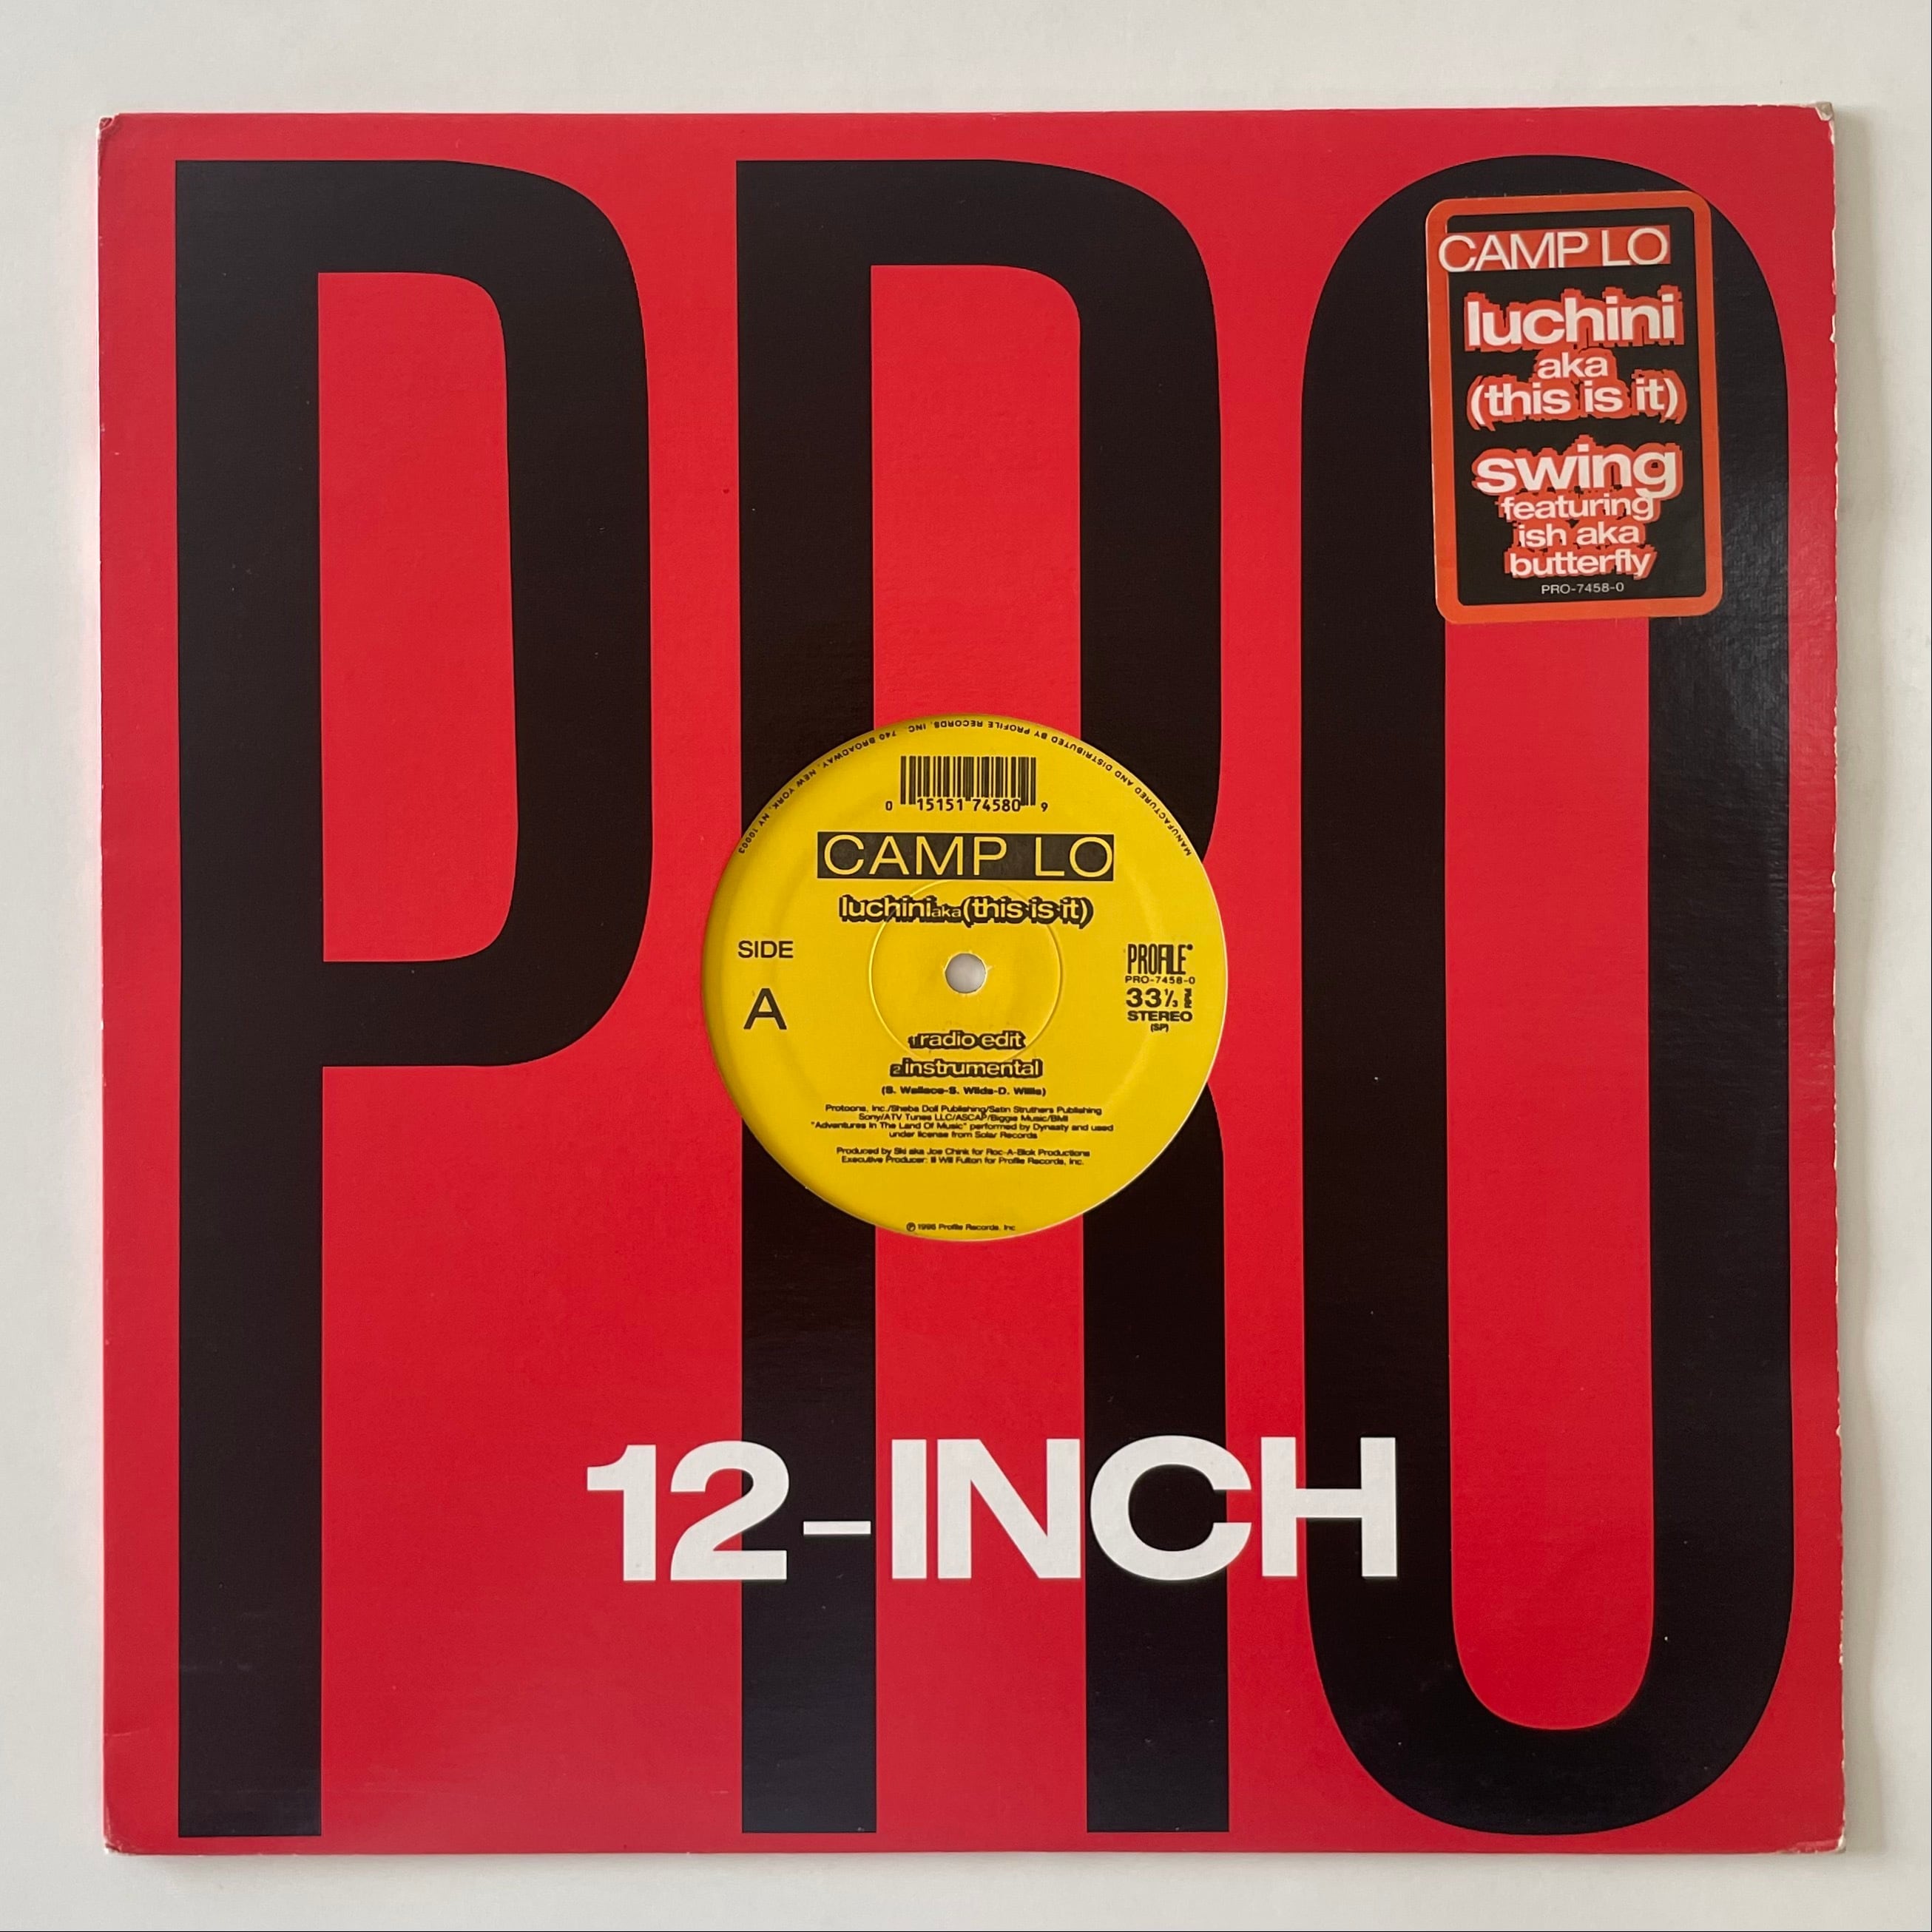 PRO
CAMP LO
luchini
aka
(this is it)
swing
featuring
ish aka
butterfly
PRO-7458-0
MANUFACTURED AND DISTRIBUTED BY PROFILE RECORDS, INC. 740 BROADWAY, NEW YORK, NY 10003
0 15151 74580 9
CAMP LO
luchini aka (this is it)
SIDE
A
PROFILE
PRO-7458-0
33 1/3 RPM
STEREO
(SP)
1 radio edit
2 instrumental
(S. Wallace-S. Wilds-D. Willis)
Protoons, Inc./Sheba Doll Publishing/Satin Struthers Publishing
Sony/ATV Tunes LLC/ASCAP/Biggie Music/BMI
"Adventures In The Land Of Music" performed by Dynasty and used
under license from Solar Records
Produced by Ski aka Joe Chink for Roc-A-Blok Productions
Executive Producer: Ill Will Fulton for Profile Records, Inc.
℗ 1996 Profile Records, Inc
12-INCH